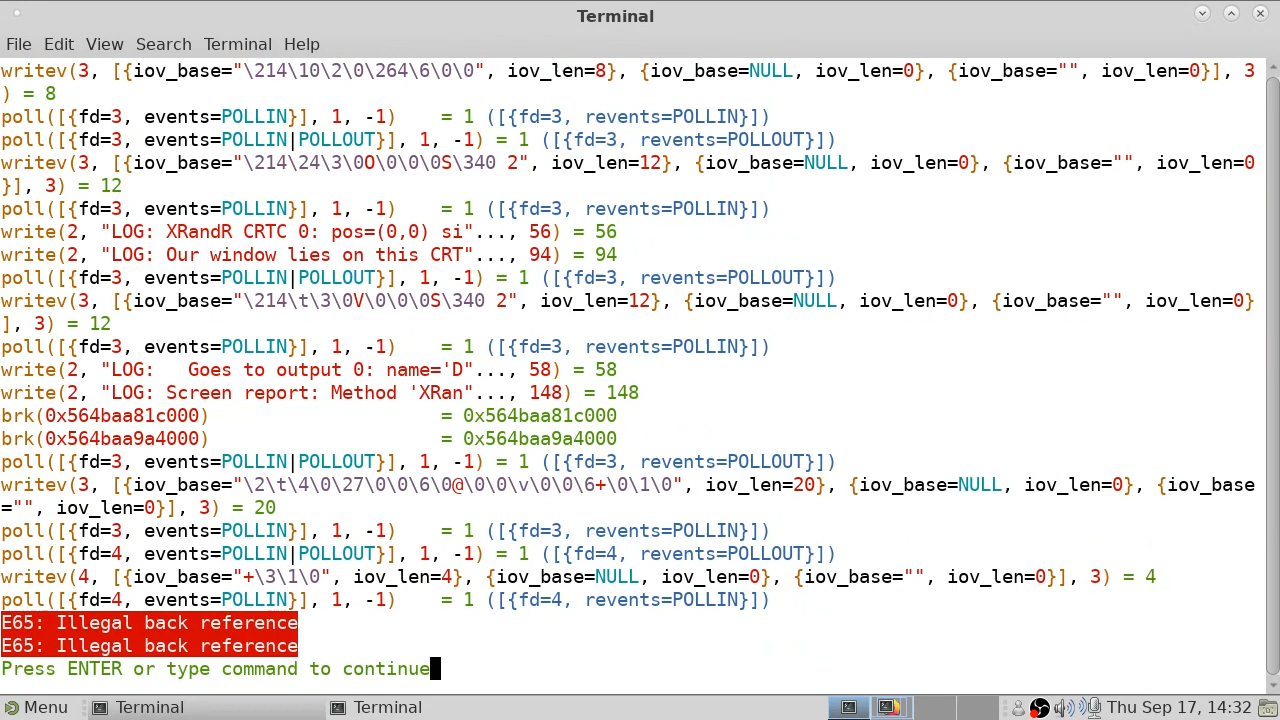 Terminal
File Edit View Search Terminal Help
writev(3, [{iov_base="\214\10\2\0\264\6\0\0", iov_len=8}, {iov_base=NULL, iov_len=0}, {iov_base="", iov_len=0}], 3
) = 8
poll([{fd=3, events=POLLIN}], 1, -1)    = 1 ([{fd=3, revents=POLLIN}])
poll([{fd=3, events=POLLIN|POLLOUT}], 1, -1) = 1 ([{fd=3, revents=POLLOUT}])
writev(3, [{iov_base="\214\24\3\0O\0\0\0S\340 2", iov_len=12}, {iov_base=NULL, iov_len=0}, {iov_base="", iov_len=0
}], 3) = 12
poll([{fd=3, events=POLLIN}], 1, -1)    = 1 ([{fd=3, revents=POLLIN}])
write(2, "LOG: XRandR CRTC 0: pos=(0,0) si"..., 56) = 56
write(2, "LOG: Our window lies on this CRT"..., 94) = 94
poll([{fd=3, events=POLLIN|POLLOUT}], 1, -1) = 1 ([{fd=3, revents=POLLOUT}])
writev(3, [{iov_base="\214\t\3\0V\0\0\0S\340 2", iov_len=12}, {iov_base=NULL, iov_len=0}, {iov_base="", iov_len=0}
], 3) = 12
poll([{fd=3, events=POLLIN}], 1, -1)    = 1 ([{fd=3, revents=POLLIN}])
write(2, "LOG:   Goes to output 0: name='D"..., 58) = 58
write(2, "LOG: Screen report: Method 'XRan"..., 148) = 148
brk(0x564baa81c000)                     = 0x564baa81c000
brk(0x564baa9a4000)                     = 0x564baa9a4000
poll([{fd=3, events=POLLIN|POLLOUT}], 1, -1) = 1 ([{fd=3, revents=POLLOUT}])
writev(3, [{iov_base="\2\t\4\0\27\0\0\6\0@\0\0\v\0\0\6+\0\1\0", iov_len=20}, {iov_base=NULL, iov_len=0}, {iov_base
="", iov_len=0}], 3) = 20
poll([{fd=3, events=POLLIN}], 1, -1)    = 1 ([{fd=3, revents=POLLIN}])
poll([{fd=4, events=POLLIN|POLLOUT}], 1, -1) = 1 ([{fd=4, revents=POLLOUT}])
writev(4, [{iov_base="+\3\1\0", iov_len=4}, {iov_base=NULL, iov_len=0}, {iov_base="", iov_len=0}], 3) = 4
poll([{fd=4, events=POLLIN}], 1, -1)    = 1 ([{fd=4, revents=POLLIN}])
E65: Illegal back reference
E65: Illegal back reference
Press ENTER or type command to continue
Menu Terminal Terminal Thu Sep 17, 14:32